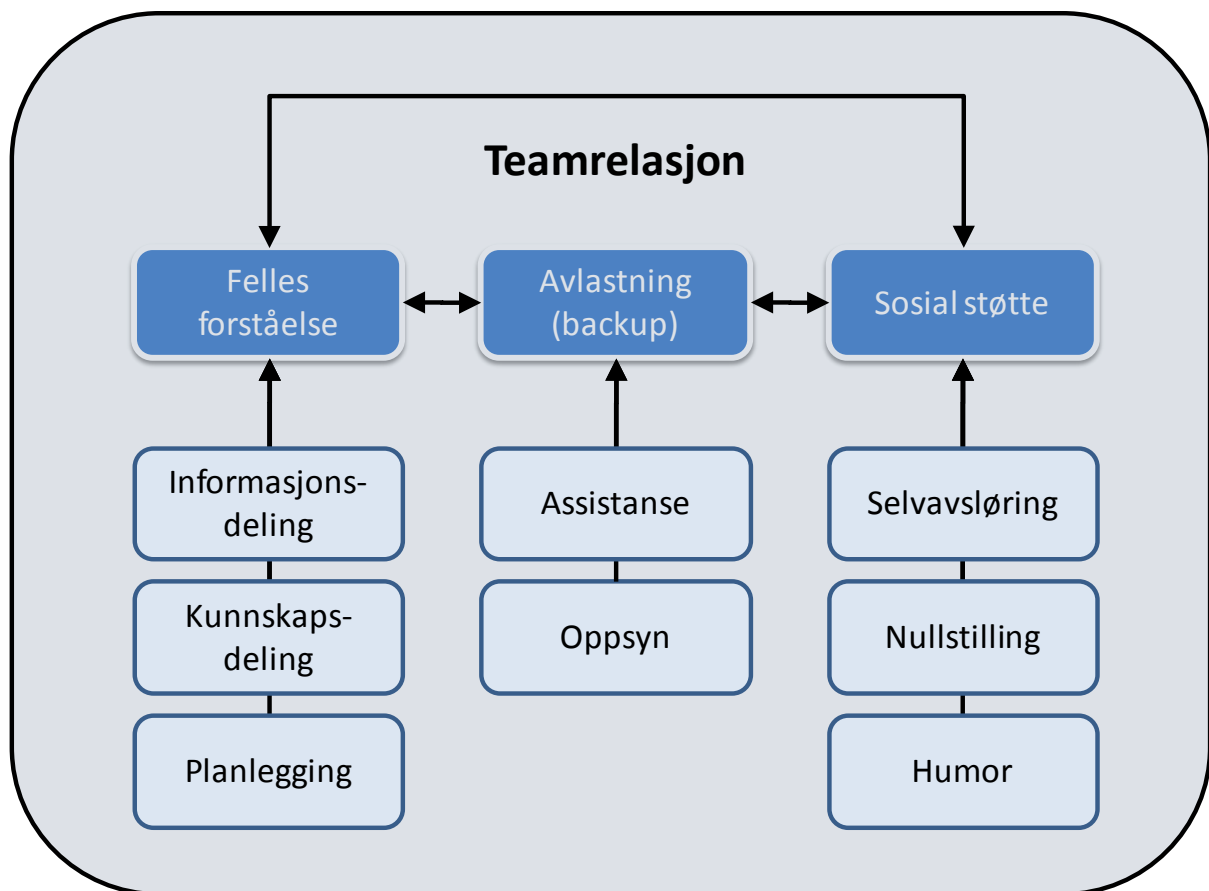 Teamrelasjon
Felles
forståelse
Avlastning
(backup)
Sosial støtte
Informasjons-
deling
Kunnskaps-
deling
Planlegging
Assistanse
Oppsyn
Selvavsløring
Nullstilling
Humor